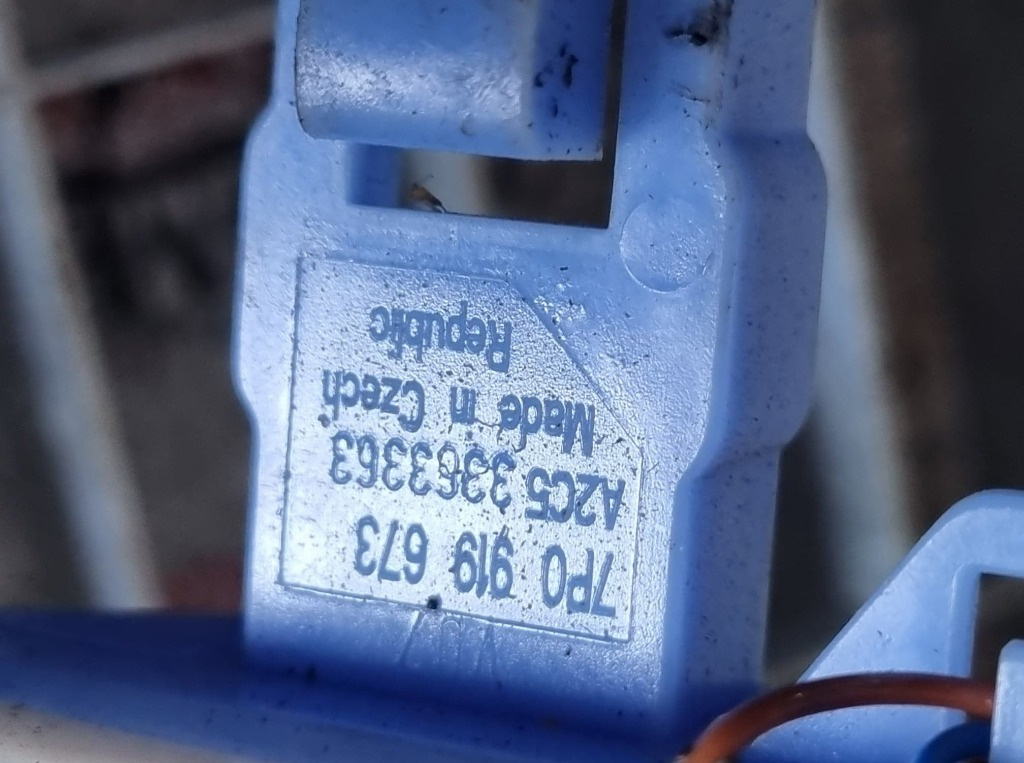 7P0 919 673
A2C5 3363363
Made in Czech
Republic